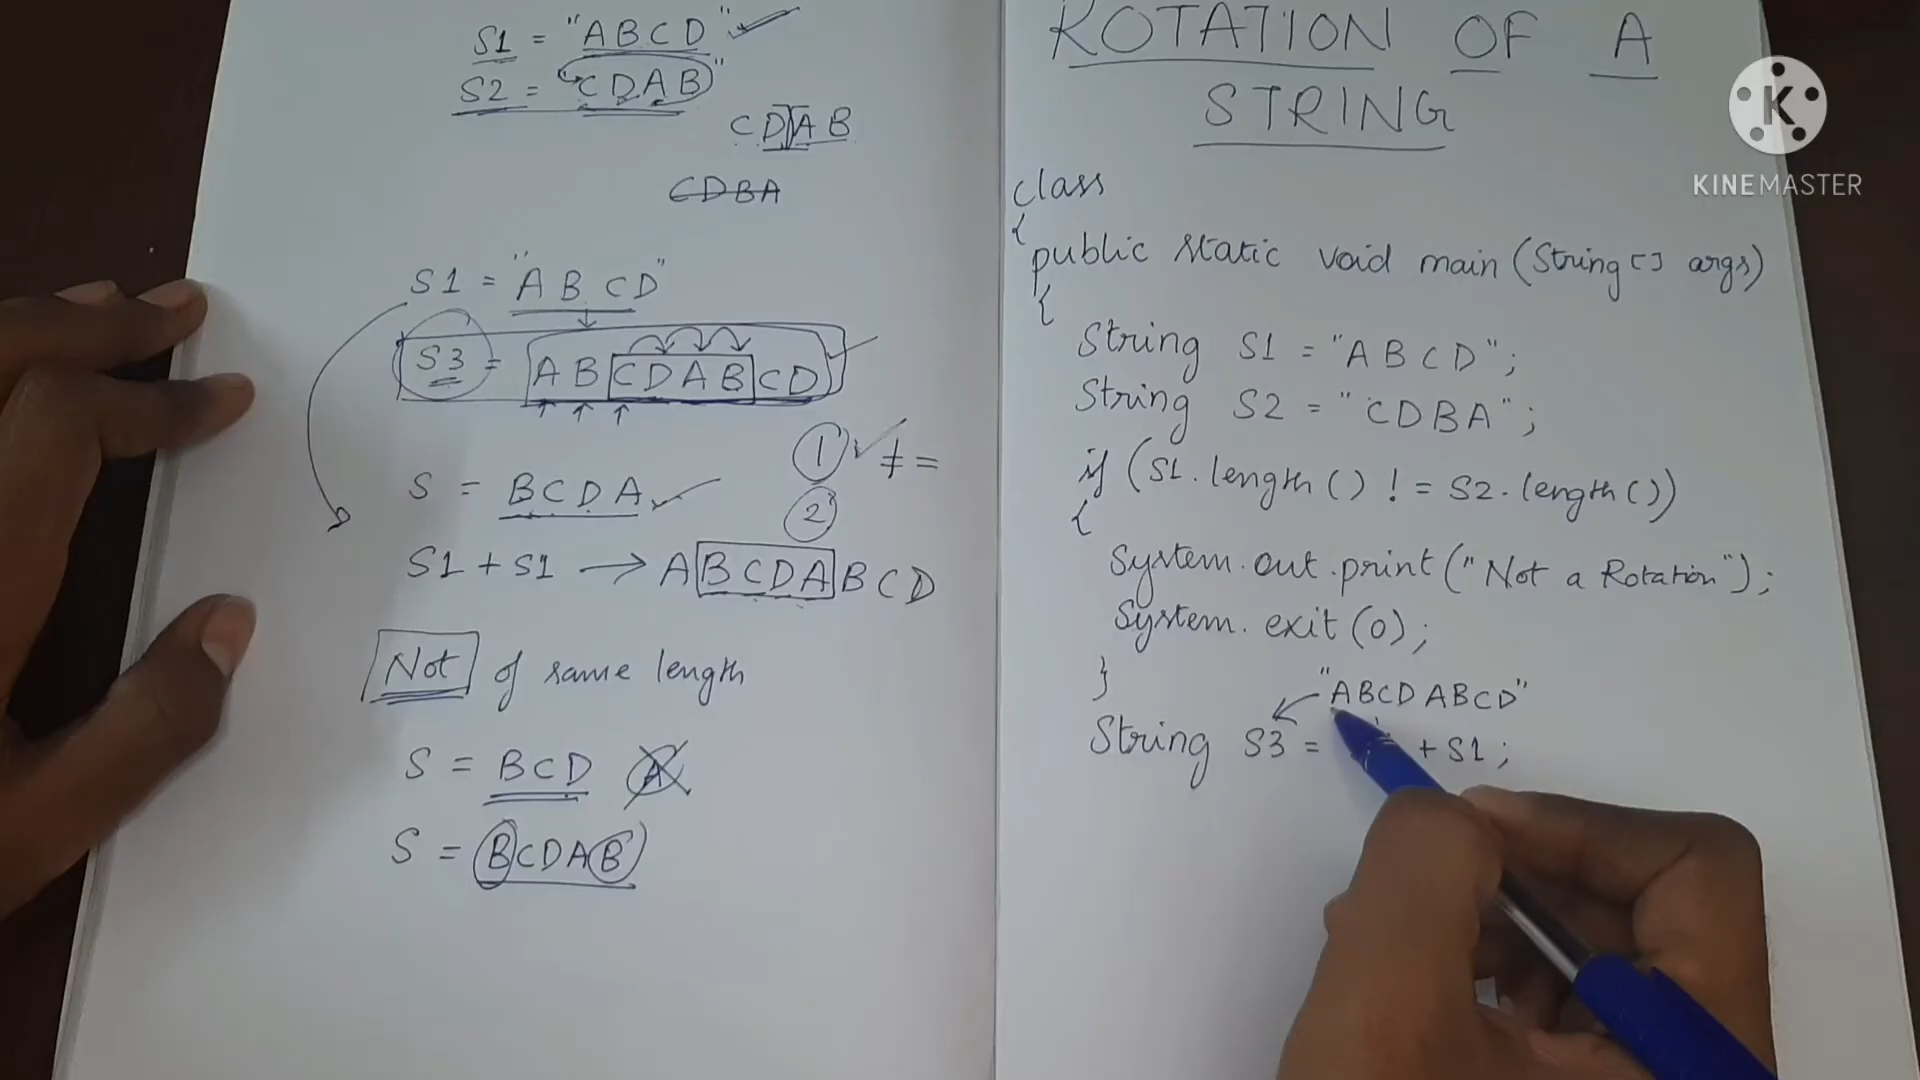 S1 = "ABCD"
S2 = "CDAB"
CDAB
CDBA
S1 = "ABCD"
S3 = ABCDABCD
1 ≠ =
S = BCDA
2
S1 + S1 → ABCDABCD
Not of same length
S = BCD A
S = BCDAB
ROTATION OF A
STRING
K
KINEMASTER
class
{
public static void main (String[] args)
{
String S1 = "ABCD";
String S2 = "CDBA";
if (S1.length() != S2.length())
{
System.out.print("Not a Rotation");
System.exit(0);
}
"ABCDABCD"
String S3 = + S1;